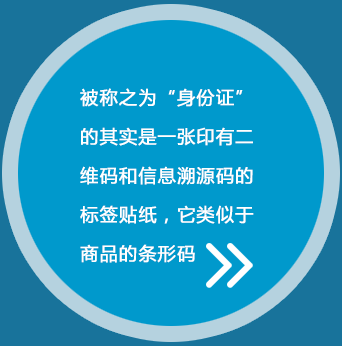 被称之为“身份证”
的其实是一张印有二
维码和信息溯源码的
标签贴纸，它类似于
商品的条形码